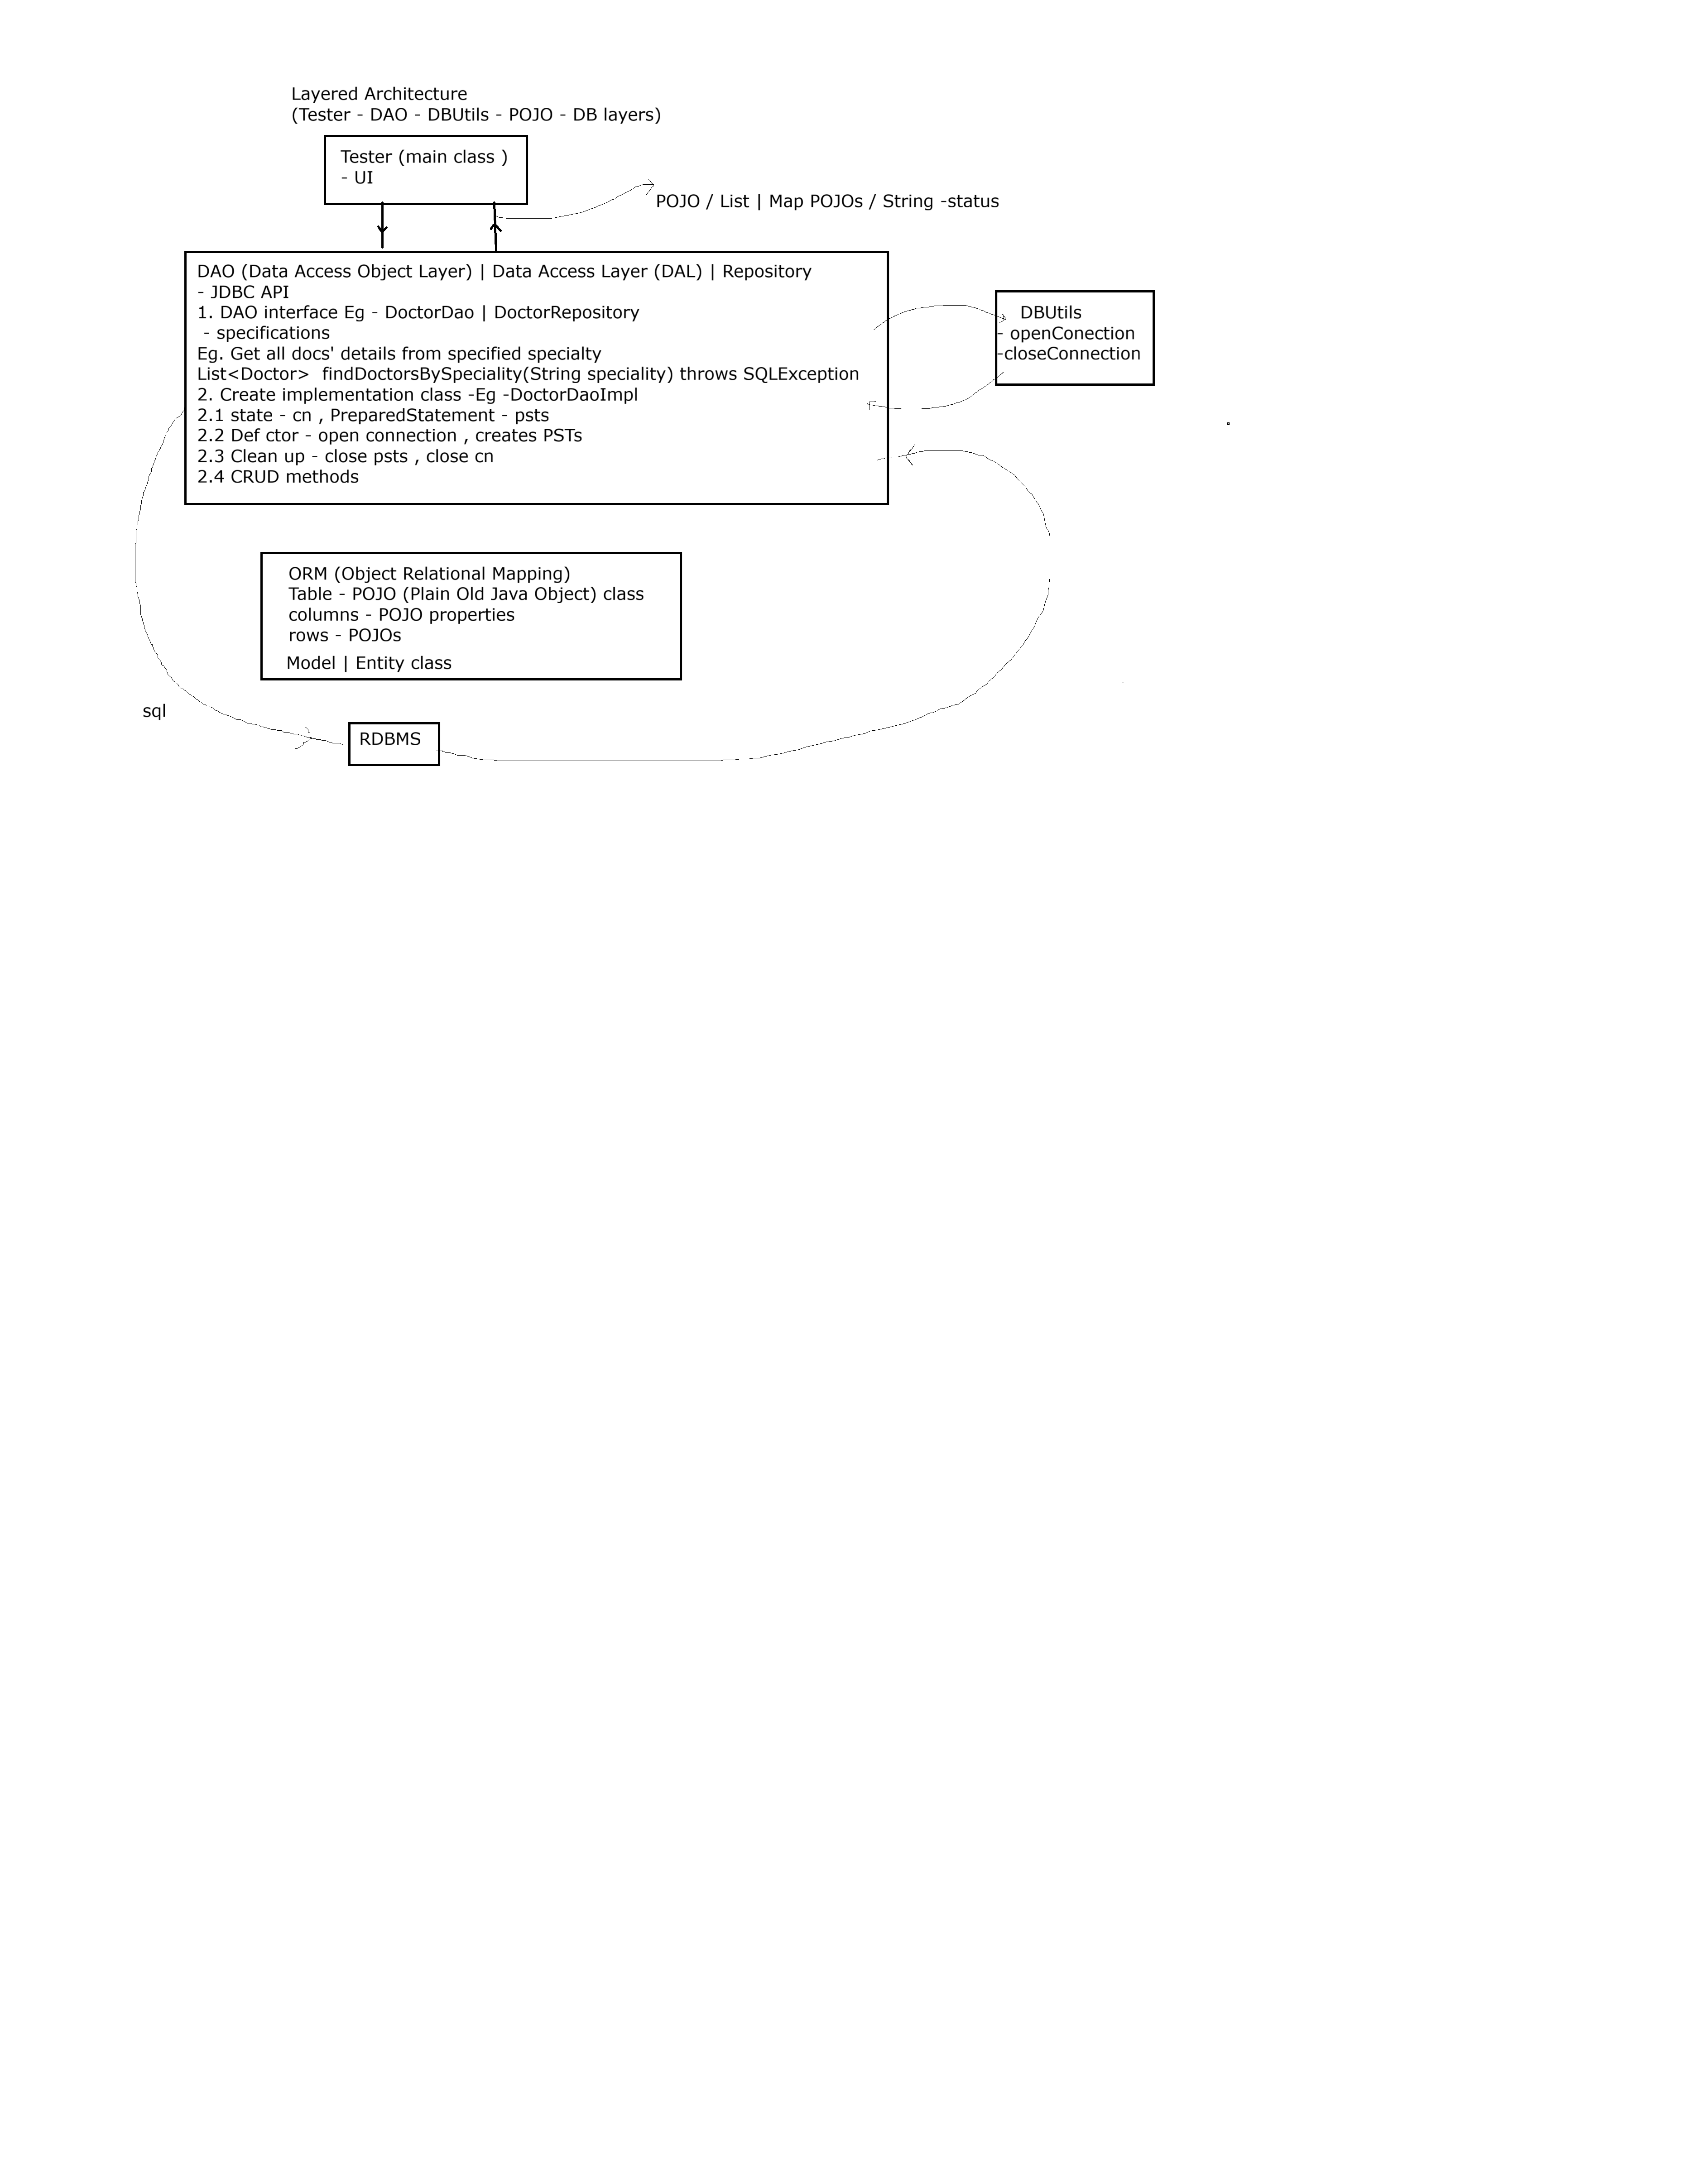 Layered Architecture
(Tester - DAO - DBUtils - POJO - DB layers)
Tester (main class )
- UI
POJO / List | Map POJOs / String -status
DAO (Data Access Object Layer) | Data Access Layer (DAL) | Repository
- JDBC API
1. DAO interface Eg - DoctorDao | DoctorRepository
- specifications
Eg. Get all docs' details from specified specialty
List<Doctor>  findDoctorsBySpeciality(String speciality) throws SQLException
2. Create implementation class -Eg -DoctorDaoImpl
2.1 state - cn , PreparedStatement - psts
2.2 Def ctor - open connection , creates PSTs
2.3 Clean up - close psts , close cn
2.4 CRUD methods
DBUtils
- openConection
-closeConnection
ORM (Object Relational Mapping)
Table - POJO (Plain Old Java Object) class
columns - POJO properties
rows - POJOs
Model | Entity class
sql
RDBMS